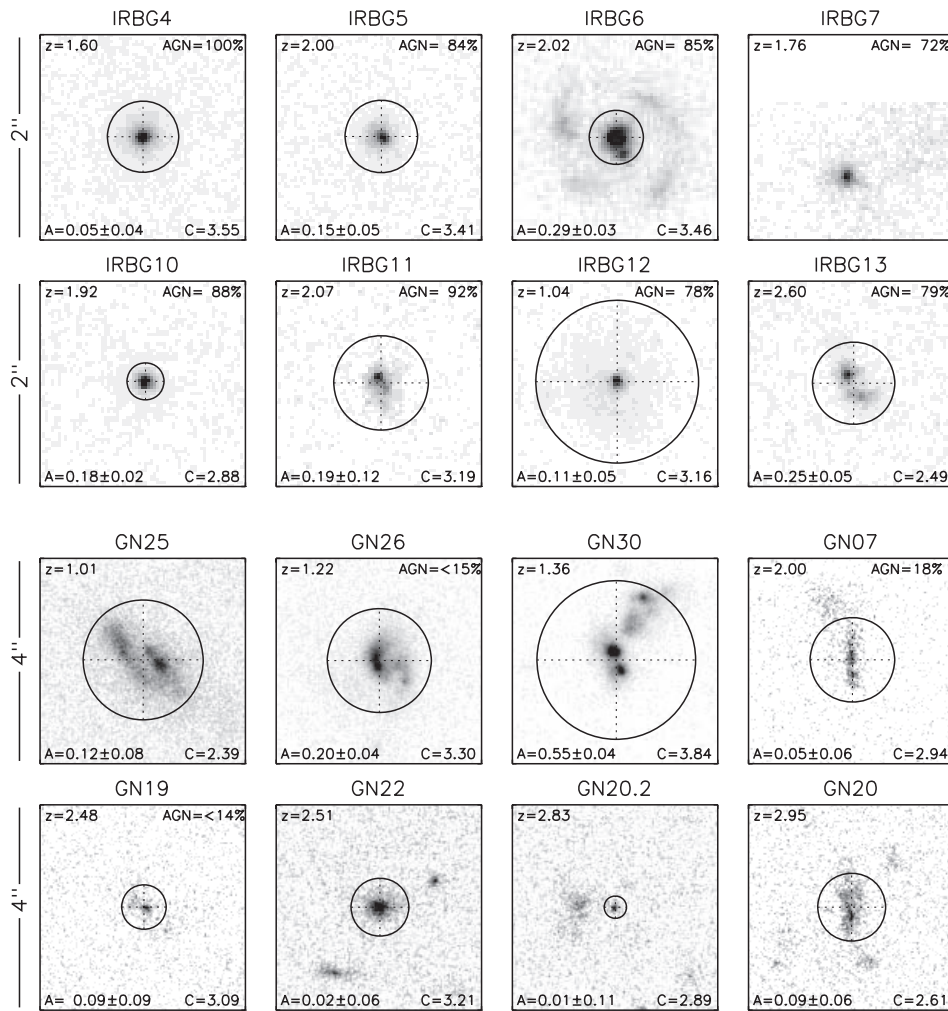 IRBG4 IRBG5 IRBG6 IRBG7
z=1.60 AGN=100% z=2.00 AGN= 84% z=2.02 AGN= 85% z=1.76 AGN= 72%
2"
A=0.05±0.04 C=3.55 A=0.15±0.05 C=3.41 A=0.29±0.03 C=3.46
IRBG10 IRBG11 IRBG12 IRBG13
z=1.92 AGN= 88% z=2.07 AGN= 92% z=1.04 AGN= 78% z=2.60 AGN= 79%
2"
A=0.18±0.02 C=2.88 A=0.19±0.12 C=3.19 A=0.11±0.05 C=3.16 A=0.25±0.05 C=2.49
GN25 GN26 GN30 GN07
z=1.01 z=1.22 AGN=<15% z=1.36 z=2.00 AGN=18%
4"
A=0.12±0.08 C=2.39 A=0.20±0.04 C=3.30 A=0.55±0.04 C=3.84 A=0.05±0.06 C=2.94
GN19 GN22 GN20.2 GN20
z=2.48 AGN=<14% z=2.51 z=2.83 z=2.95
4"
A= 0.09±0.09 C=3.09 A=0.02±0.06 C=3.21 A=0.01±0.11 C=2.89 A=0.09±0.06 C=2.61